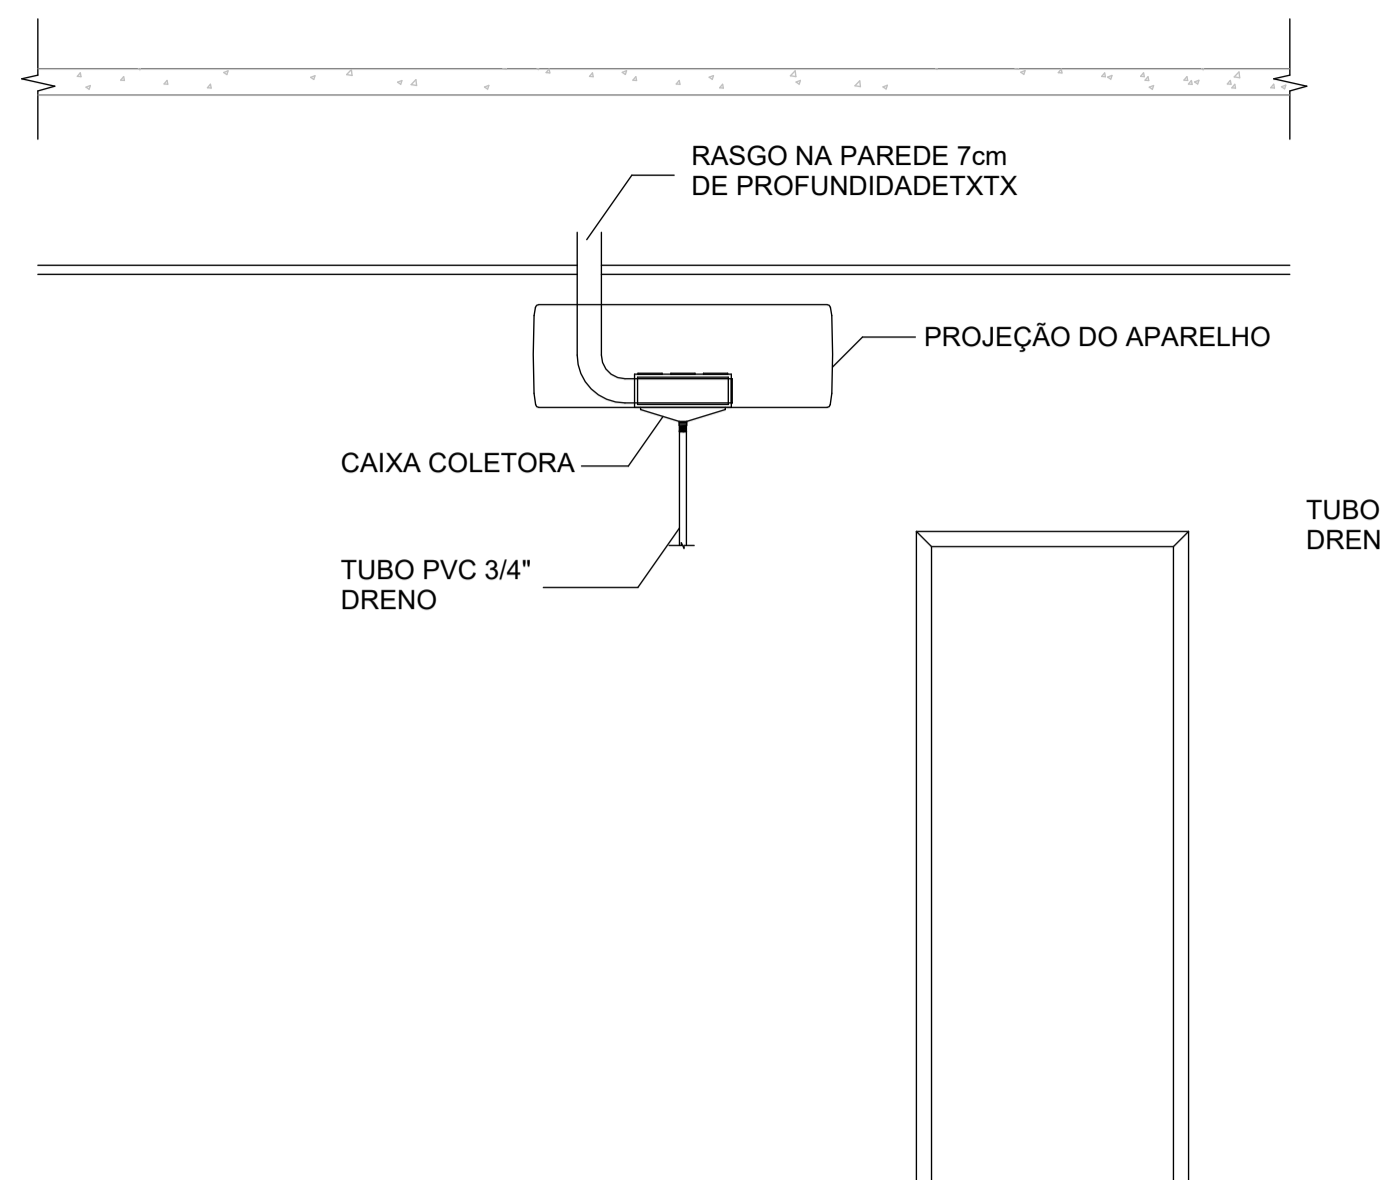 RASGO NA PAREDE 7cm
DE PROFUNDIDADETXTX
PROJEÇÃO DO APARELHO
CAIXA COLETORA
TUBO PVC 3/4"
DRENO
TUBO
DREN